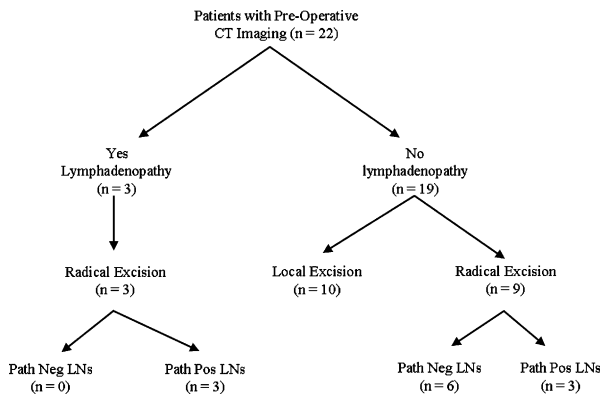 Patients with Pre-Operative
CT Imaging (n = 22)
Yes
Lymphadenopathy
(n = 3)
No
lymphadenopathy
(n = 19)
Radical Excision
(n = 3)
Local Excision
(n = 10)
Radical Excision
(n = 9)
Path Neg LNs
(n = 0)
Path Pos LNs
(n = 3)
Path Neg LNs
(n = 6)
Path Pos LNs
(n = 3)